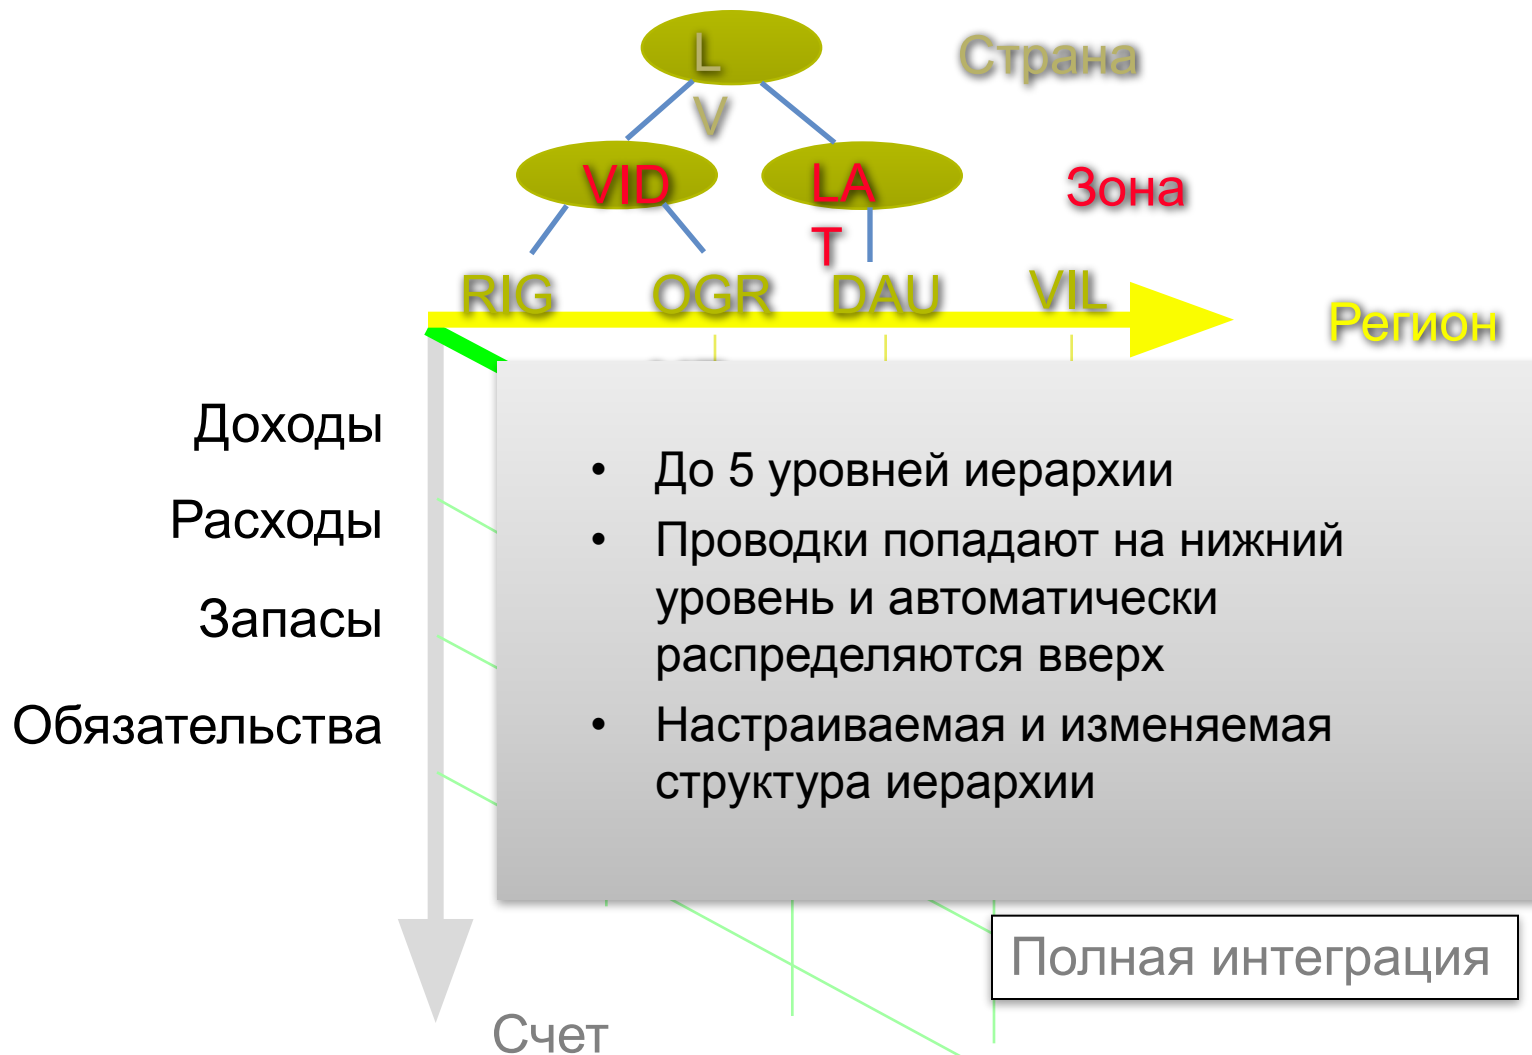 L
V
Страна
VID
LA
T
Зона
RIG
OGR
DAU
VIL
Регион
Доходы
Расходы
Запасы
Обязательства
• До 5 уровней иерархии
• Проводки попадают на нижний
уровень и автоматически
распределяются вверх
• Настраиваемая и изменяемая
структура иерархии
Полная интеграция
Счет